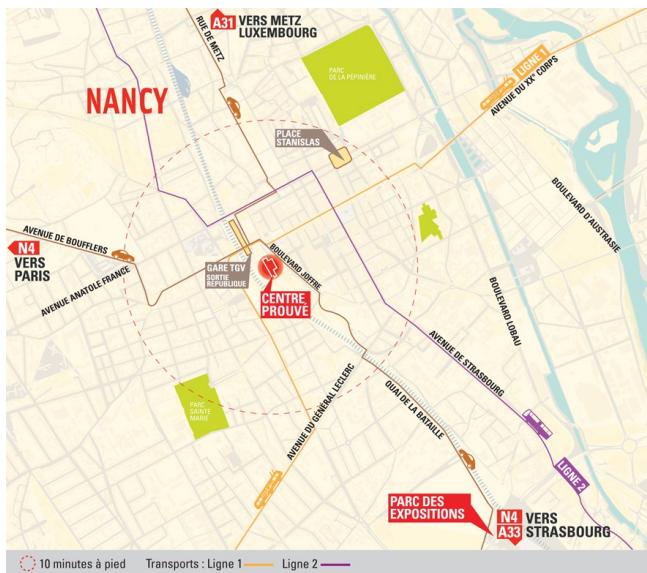 A31 VERS METZ
LUXEMBOURG
RUE DE METZ
NANCY
PARC
DE LA PÉPINIÈRE
LIGNE 1
AVENUE DU XXe CORPS
PLACE
STANISLAS
BOULEVARD D'AUSTRASIE
AVENUE DE BOUFFLERS
N4
VERS
PARIS
AVENUE ANATOLE FRANCE
GARE TGV
SORTIE
RÉPUBLIQUE
BOULEVARD JOFFRE
CENTRE
PROUVÉ
BOULEVARD LOBAU
AVENUE DE STRASBOURG
PARC
SAINTE
MARIE
AVENUE DU GÉNÉRAL LECLERC
QUAI DE LA BATAILLE
LIGNE 2
PARC DES
EXPOSITIONS
N4 VERS
A33 STRASBOURG
10 minutes à pied Transports : Ligne 1 Ligne 2